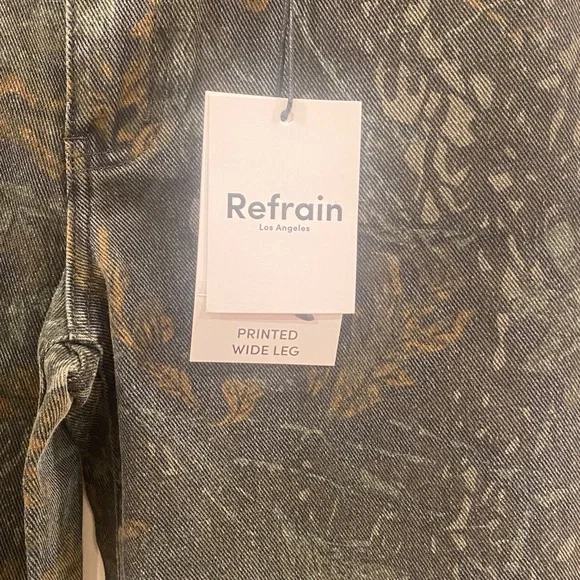 Refrain
Los Angeles
PRINTED
WIDE LEG